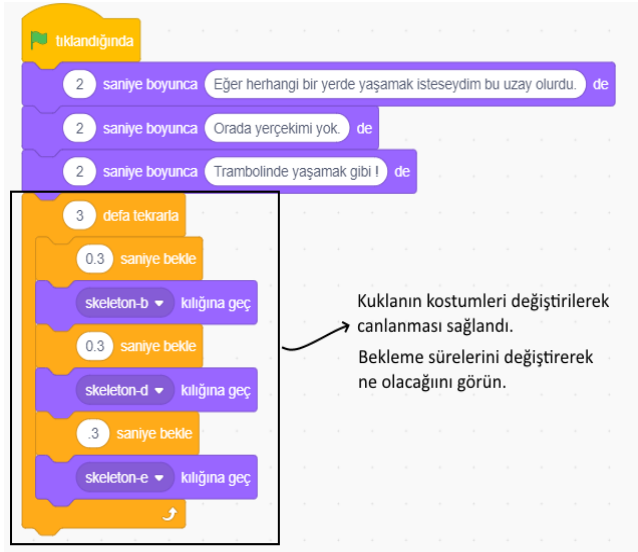 tıklandığında
2 saniye boyunca Eğer herhangi bir yerde yaşamak isteseydim bu uzay olurdu. de
2 saniye boyunca Orada yerçekimi yok. de
2 saniye boyunca Trambolinde yaşamak gibi ! de
3 defa tekrarla
0.3 saniye bekle
skeleton-b kılığına geç
0.3 saniye bekle
skeleton-d kılığına geç
.3 saniye bekle
skeleton-e kılığına geç
Kuklanın kostumleri değiştirilerek
canlanması sağlandı.
Bekleme sürelerini değiştirerek
ne olacağıını görün.